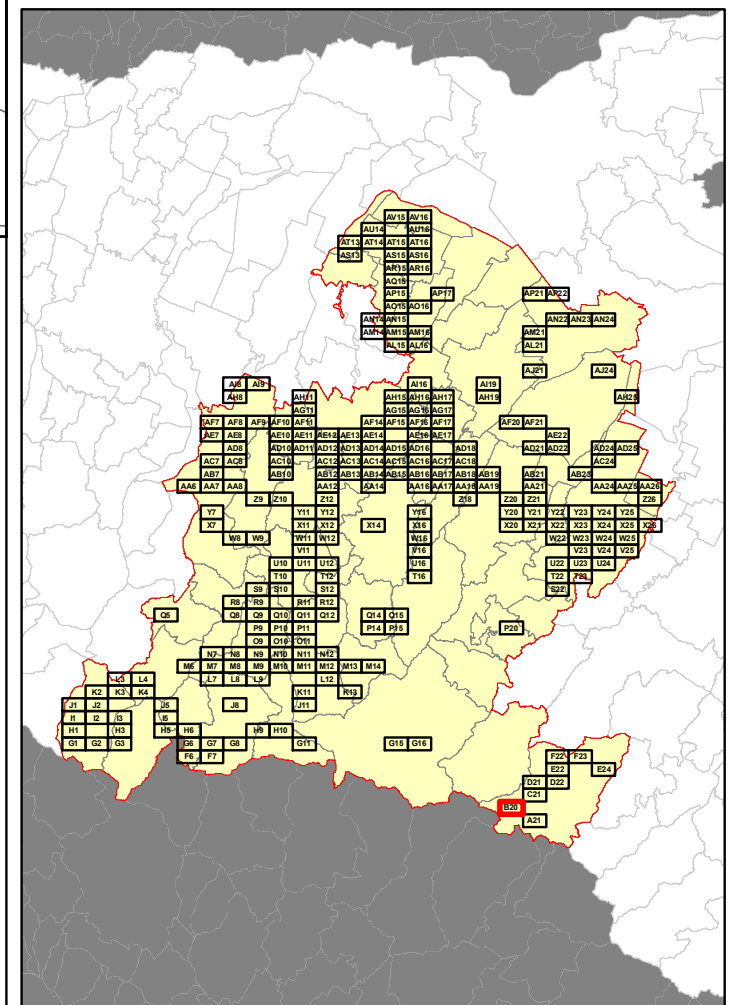 AV15 AV16
AU14 AU16
AT13 AT14 AT15 AT16
AS13 AS15 AS16
AR15 AR16
AQ15
AP15 AP17 AP21 AP22
AO15 AO16
AN14 AN15 AN22 AN23 AN24
AM14 AM15 AM16 AM21
AL15 AL16 AL21
AJ21 AJ24
AI8 AI9 AI16 AI19
AH8 AH11 AH15 AH16 AH17 AH19 AH25
AG11 AG15 AG16 AG17
AF7 AF8 AF9 AF10 AF11 AF14 AF15 AF16 AF17 AF20 AF21
AE7 AE8 AE10 AE11 AE12 AE13 AE14 AE16 AE17 AE22
AD8 AD10 AD11 AD12 AD13 AD14 AD15 AD16 AD18 AD21 AD22 AD24 AD25
AC7 AC8 AC10 AC12 AC13 AC14 AC15 AC16 AC17 AC18 AC24
AB7 AB10 AB12 AB13 AB14 AB15 AB16 AB17 AB18 AB19 AB21 AB23
AA6 AA7 AA8 AA12 AA14 AA16 AA17 AA18 AA19 AA21 AA24 AA25 AA26
Z9 Z10 Z12 Z18 Z20 Z21 Z26
Y7 Y11 Y12 Y16 Y20 Y21 Y22 Y23 Y24 Y25
X7 X11 X12 X14 X16 X20 X21 X22 X23 X24 X25 X26
W8 W9 W11 W12 W16 W22 W23 W24 W25
V11 V16 V23 V24 V25
U10 U11 U12 U16 U22 U23 U24
T10 T12 T16 T22 T23
S9 S10 S12 S22
R8 R9 R11 R12
Q5 Q8 Q9 Q10 Q11 Q12 Q14 Q15
P9 P10 P11 P14 P15 P20
O9 O10 O11
N7 N8 N9 N10 N11 N12
M6 M7 M8 M9 M10 M11 M12 M13 M14
L3 L4 L7 L8 L9 L12
K2 K3 K4 K11 K13
J1 J2 J5 J8 J11
I1 I2 I3 I5
H1 H3 H5 H6 H9 H10
G1 G2 G3 G6 G7 G8 G11 G15 G16
F6 F7 F22 F23
E22 E24
D21 D22
C21
B20
A21